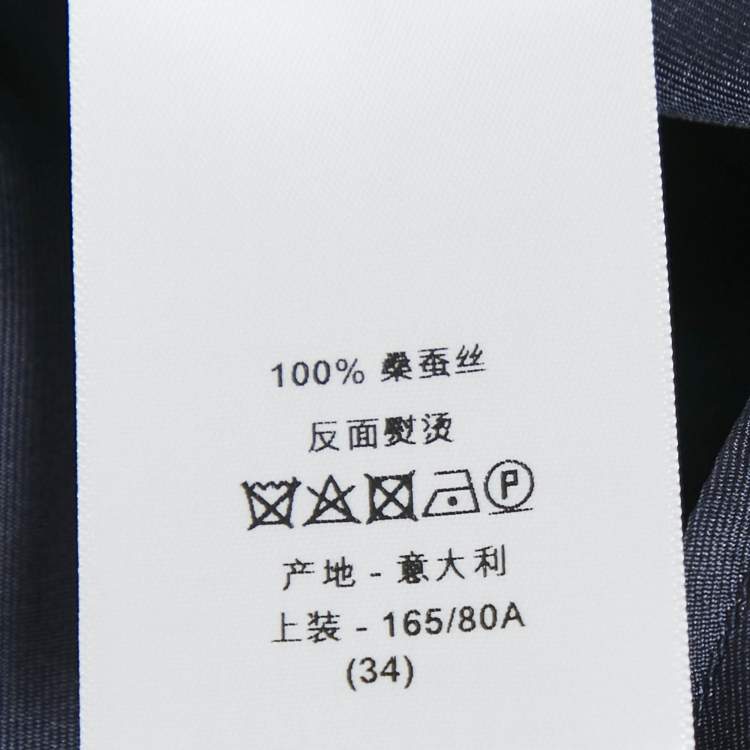 100% 桑蚕丝
反面熨烫
P
产地 - 意大利
上装 - 165/80A
(34)